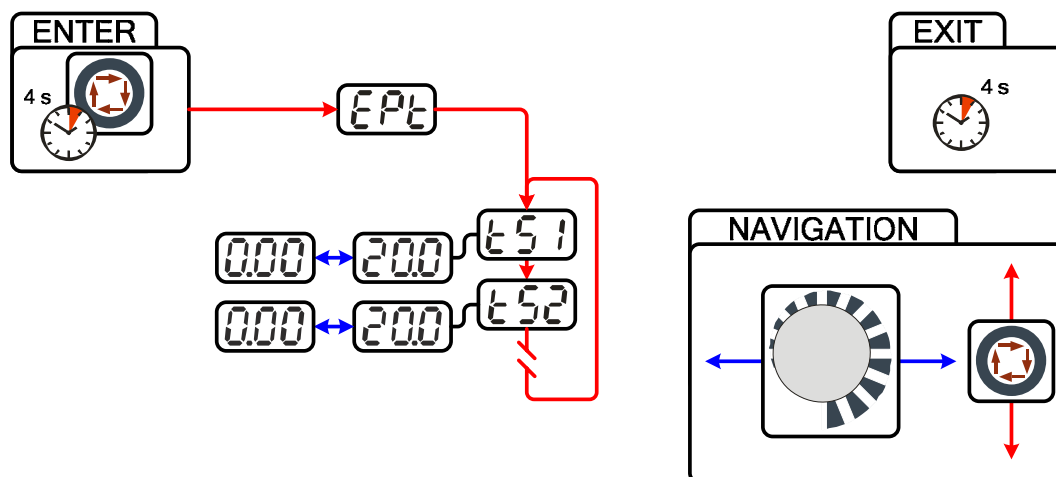 ENTER
4 s
EPt
EXIT
4 s
tS1
0.00
20.0
tS2
0.00
20.0
NAVIGATION